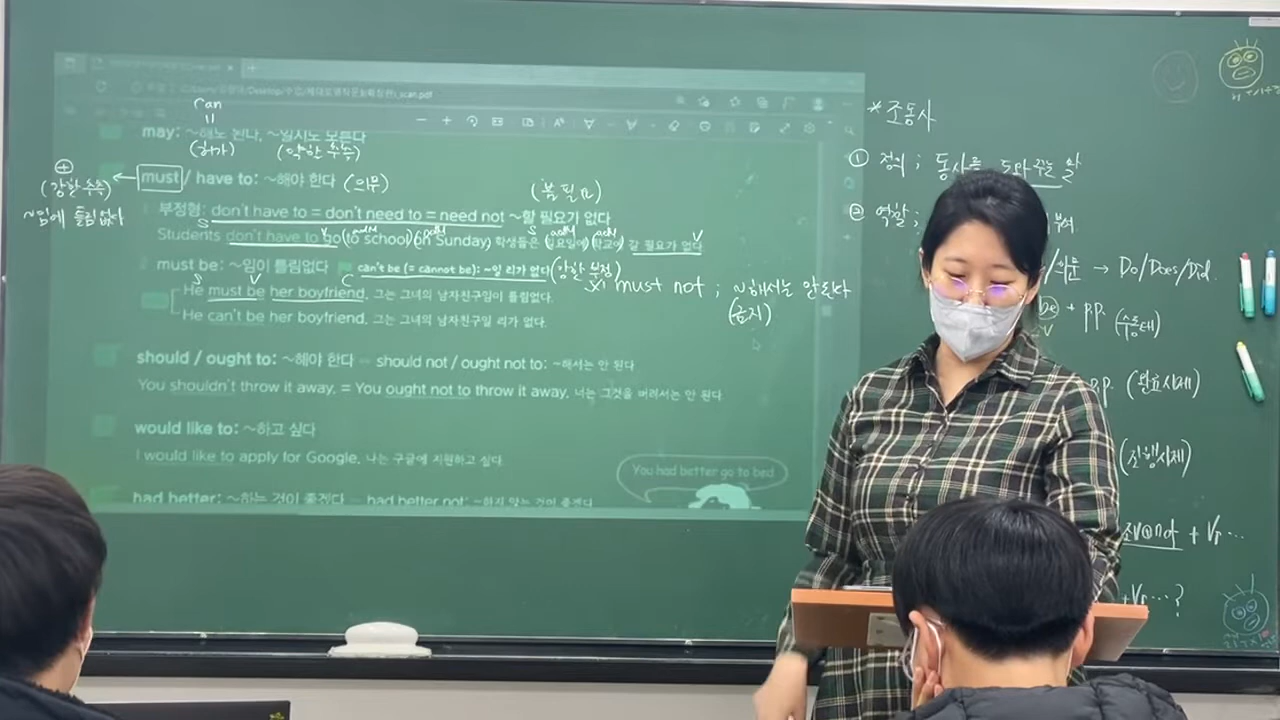 can
may: ~해도 된다, ~일지도 모른다
(허가) (약한 추측)
must / have to: ~해야 한다 (의무)
(강한 추측)
~임에 틀림없다
(불필요)
부정형: don't have to = don't need to = need not ~할 필요가 없다
Students don't have to go (to school) (on Sunday) 학생들은 (일요일에) (학교에) 갈 필요가 없다
must be: ~임이 틀림없다 can't be (= cannot be): ~일 리가 없다 (강한 부정)
must not ; ~해서는 안된다
(금지)
He must be her boyfriend. 그는 그녀의 남자친구임이 틀림없다.
He can't be her boyfriend. 그는 그녀의 남자친구일 리가 없다.
should / ought to: ~해야 한다 should not / ought not to: ~해서는 안 된다
You shouldn't throw it away. = You ought not to throw it away. 너는 그것을 버려서는 안 된다
would like to: ~하고 싶다
I would like to apply for Google. 나는 구글에 지원하고 싶다.
You had better go to bed
had better: ~하는 것이 좋겠다 had better not: ~하지 않는 것이 좋겠다
*조동사
① 정의 ; 동사를 도와 주는 말
② 역할 ; 부여
/의문 → Do/Does/Did.
be + p.p. (수동태)
p.p. (완료시제)
(진행시제)
+ Vr ...
+Vr ... ?